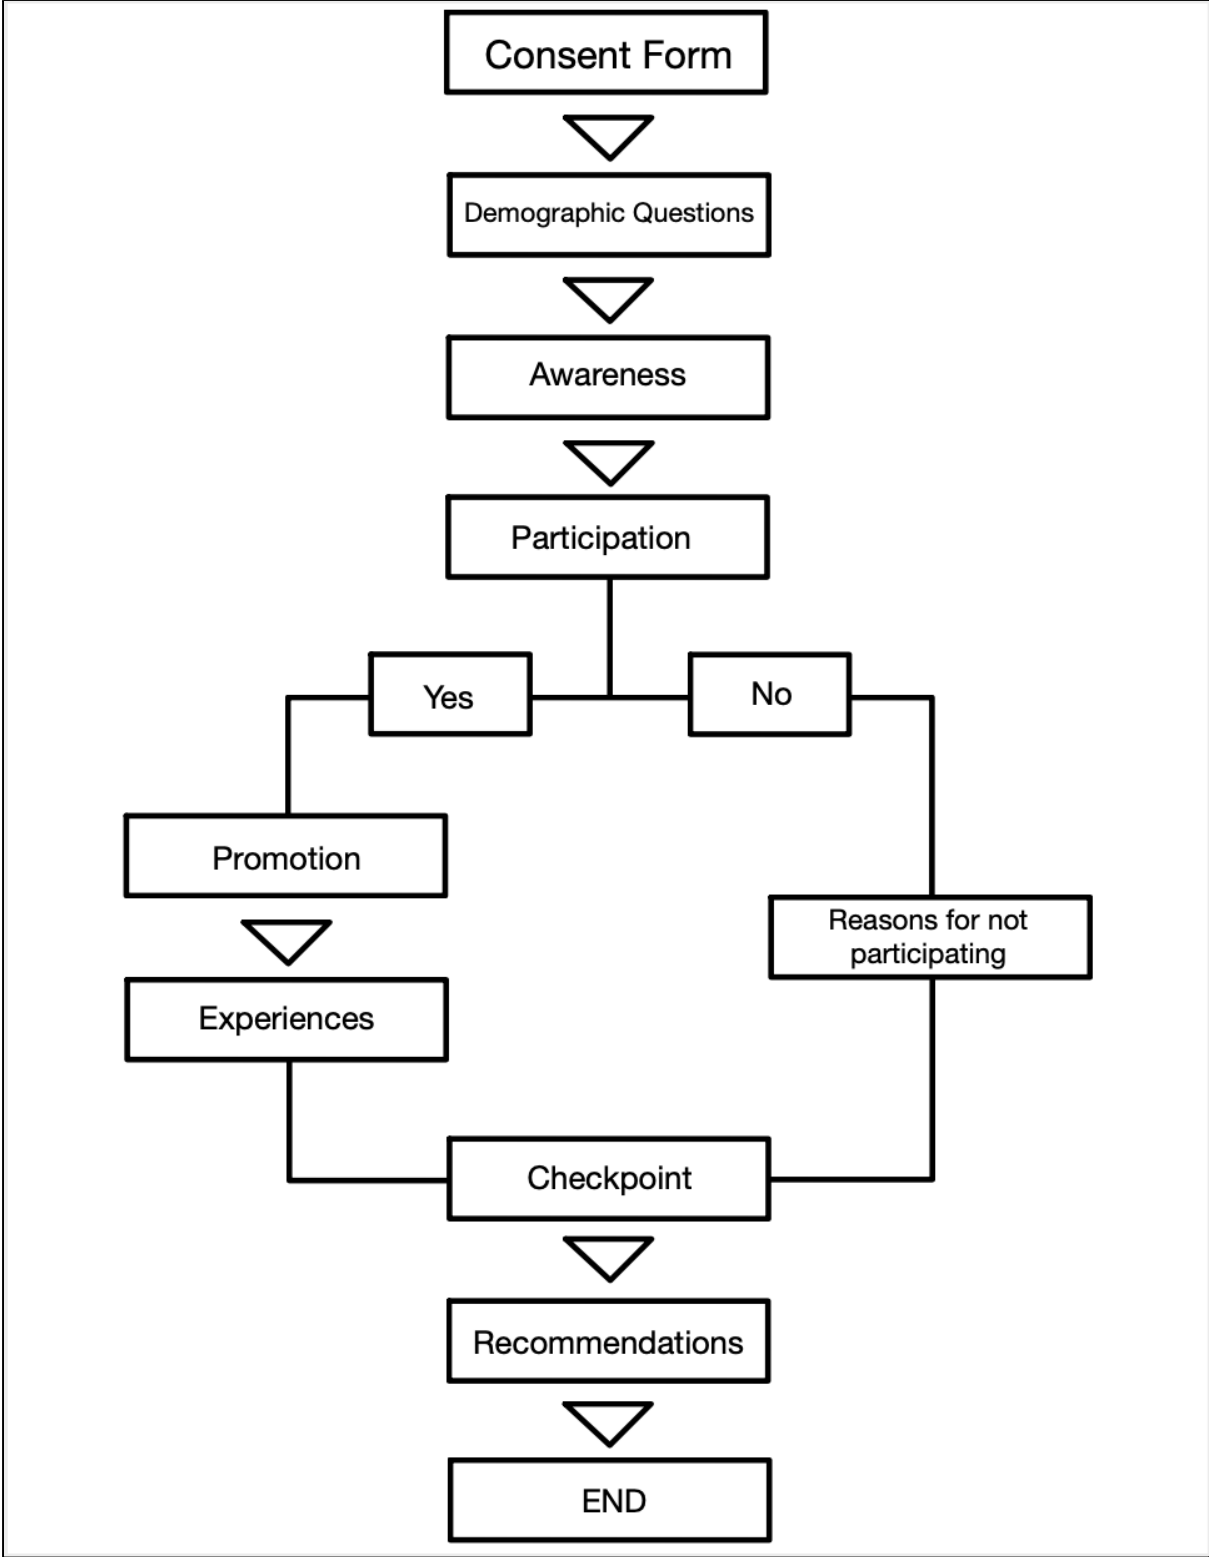 Consent Form
Demographic Questions
Awareness
Participation
Yes
No
Promotion
Reasons for not
participating
Experiences
Checkpoint
Recommendations
END